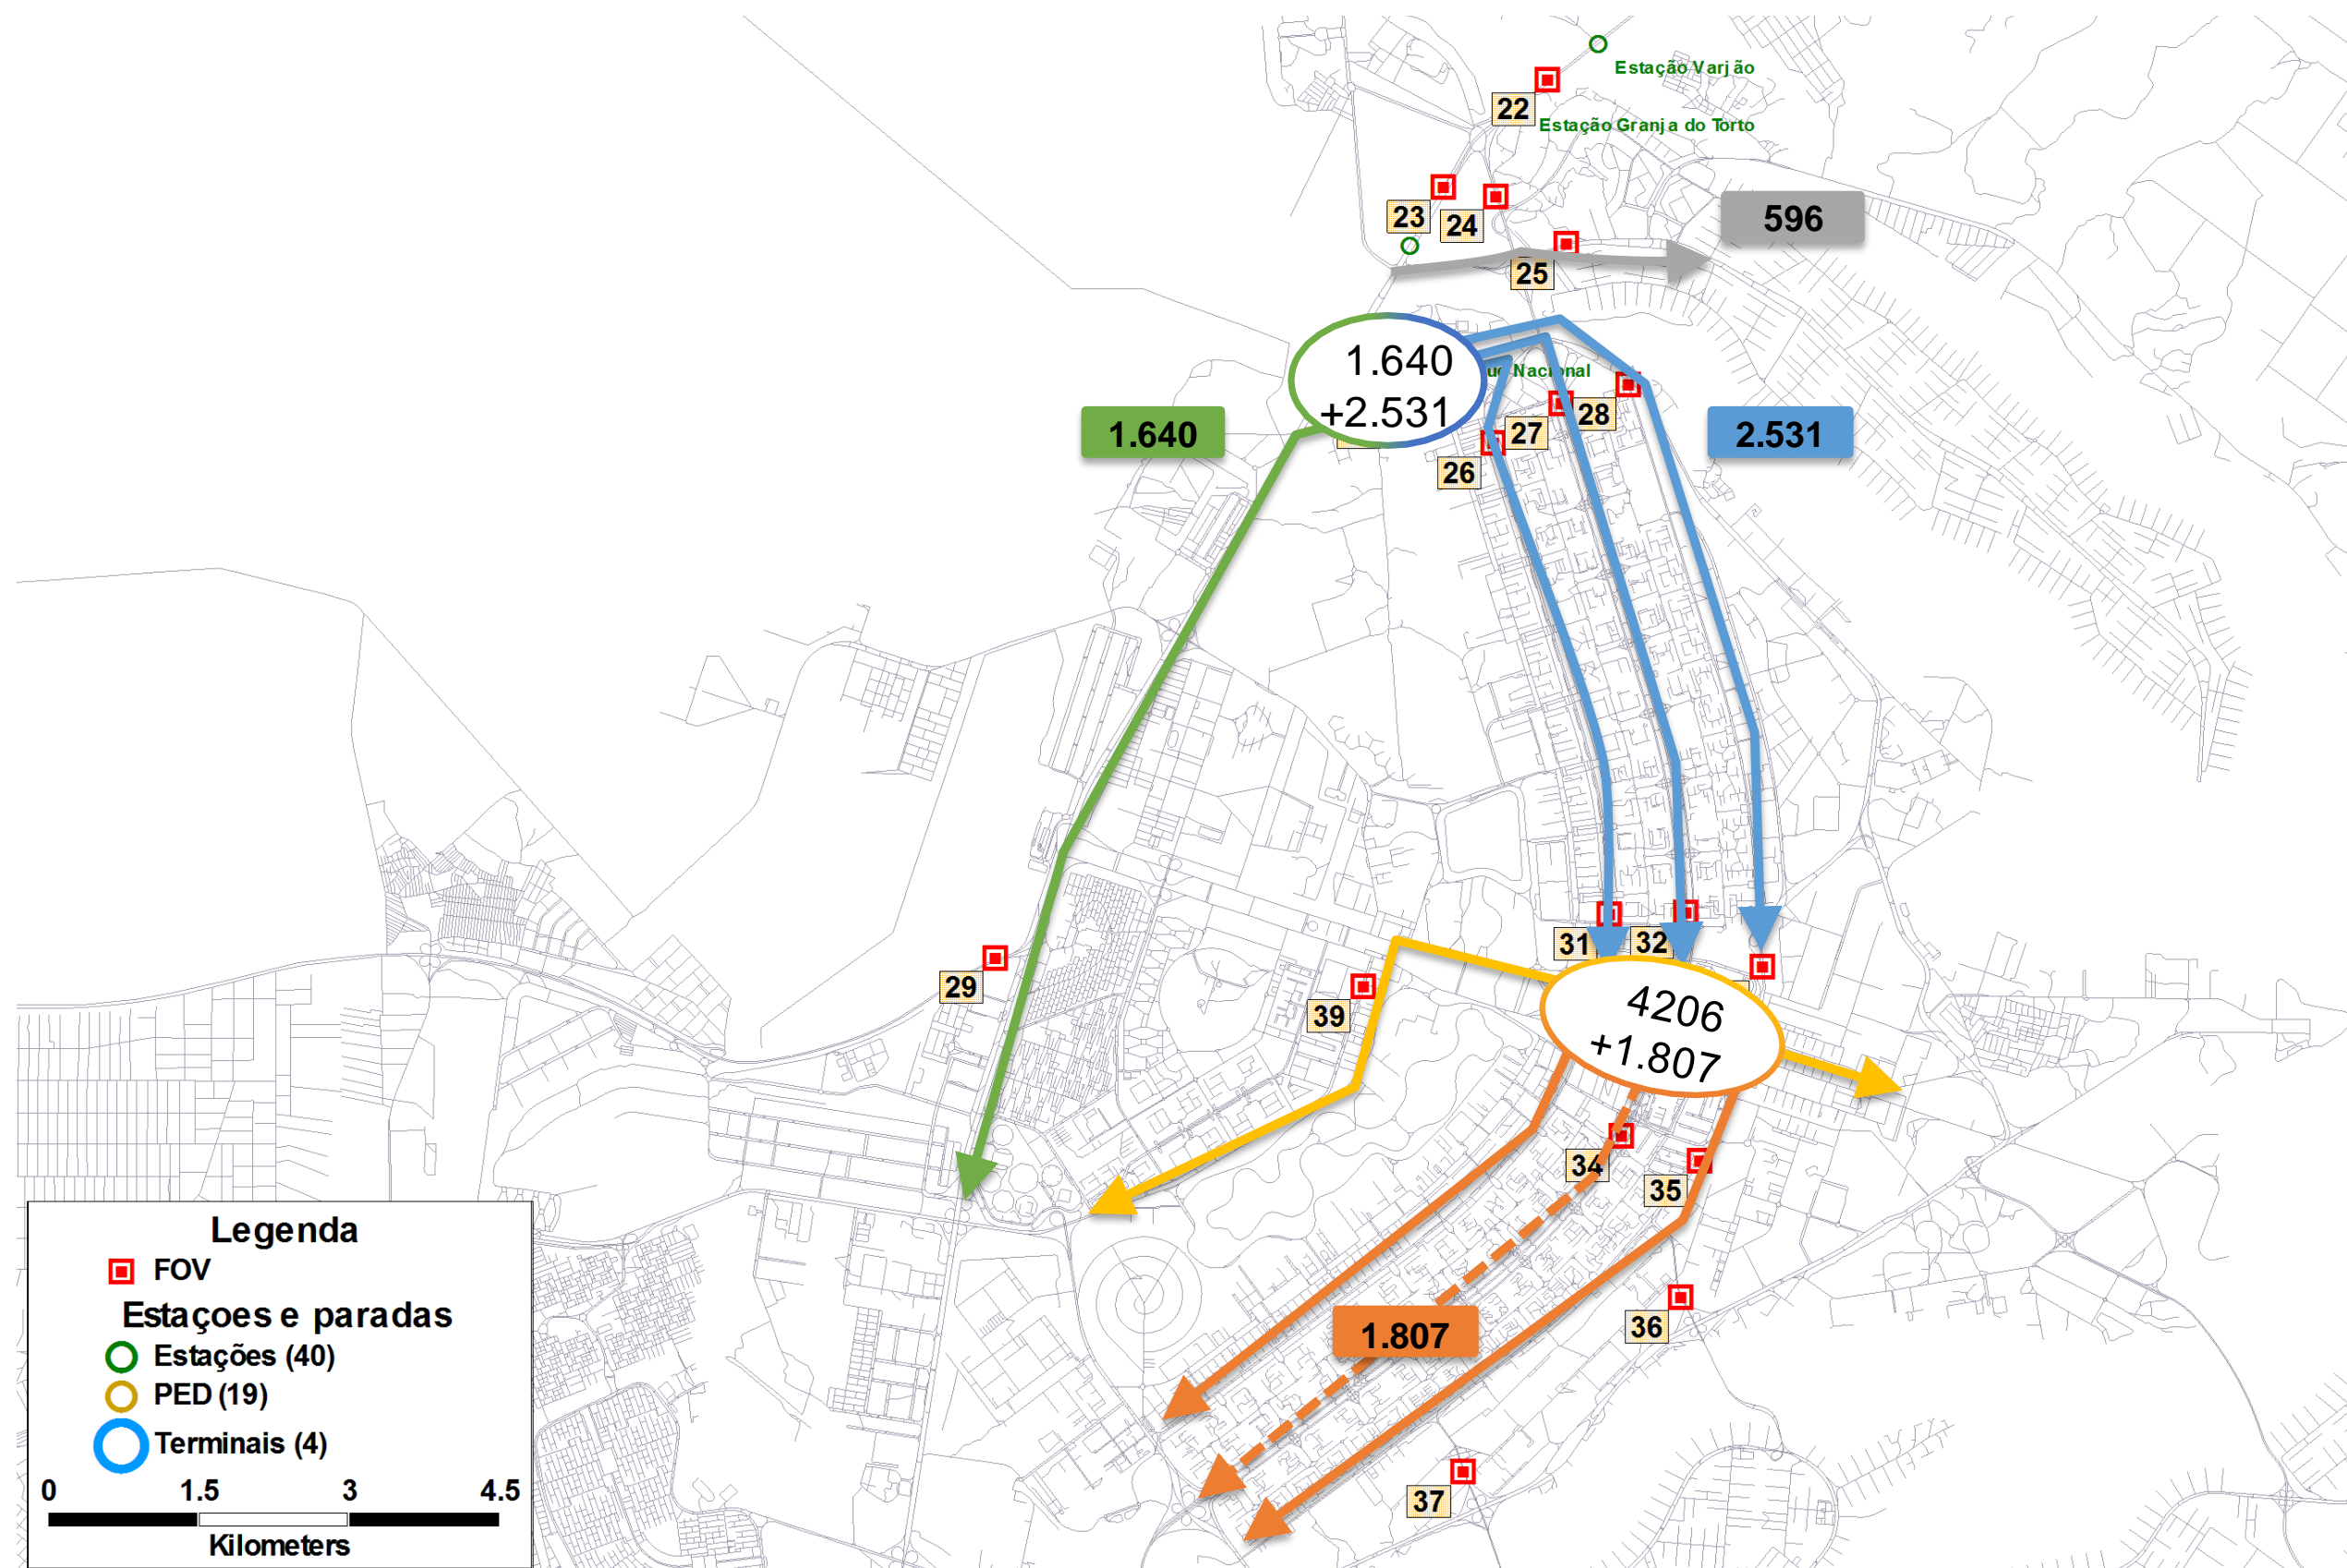 Estação Varjão
22
Estação Granja do Torto
23
24
596
25
1.640
+2.531
Nacional
1.640
28
27
2.531
26
31
32
29
39
4206
+1.807
34
35
36
1.807
37
Legenda
FOV
Estaçoes e paradas
Estações (40)
PED (19)
Terminais (4)
0 1.5 3 4.5
Kilometers